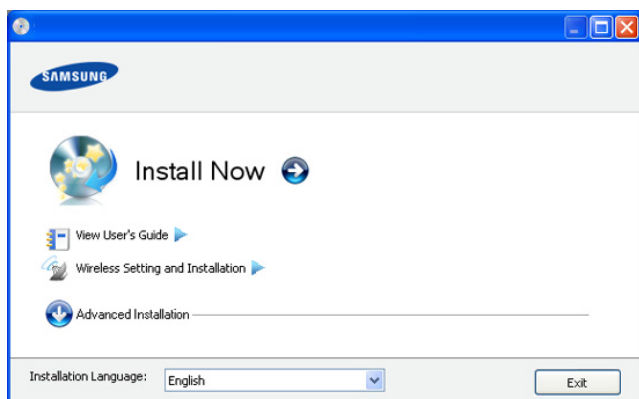 SAMSUNG
Install Now
View User's Guide
Wireless Setting and Installation
Advanced Installation
Installation Language: English Exit